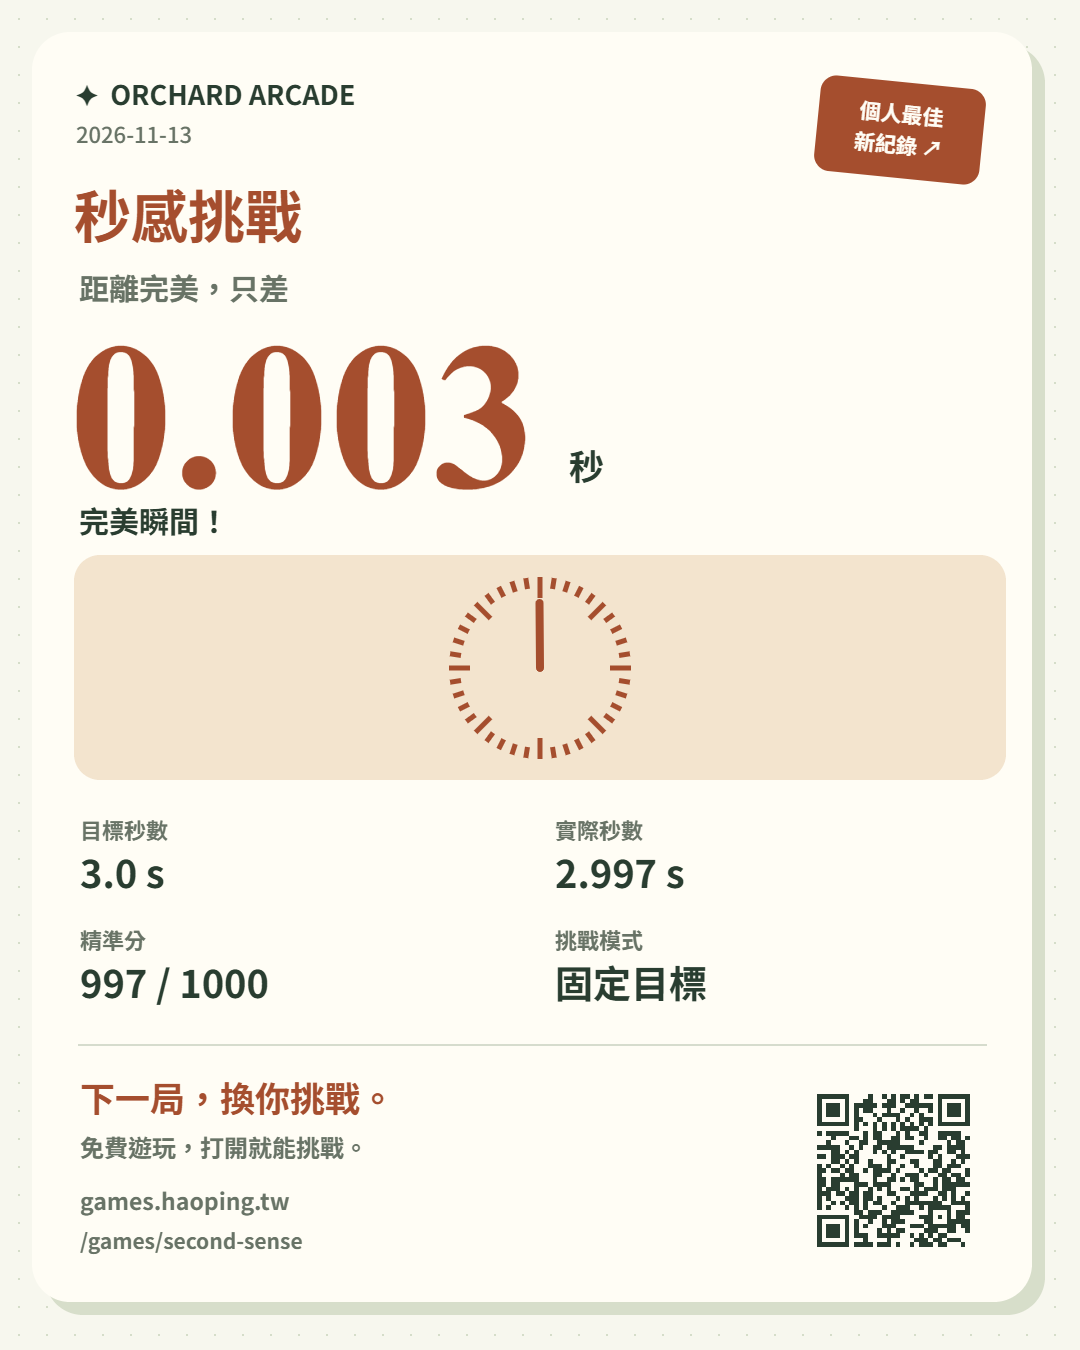 ✦ ORCHARD ARCADE
2026-11-13
個人最佳
新紀錄 ↗
秒感挑戰
距離完美，只差
0.003 秒
完美瞬間！
目標秒數
3.0 s
實際秒數
2.997 s
精準分
997 / 1000
挑戰模式
固定目標
下一局，換你挑戰。
免費遊玩，打開就能挑戰。
games.haoping.tw
/games/second-sense